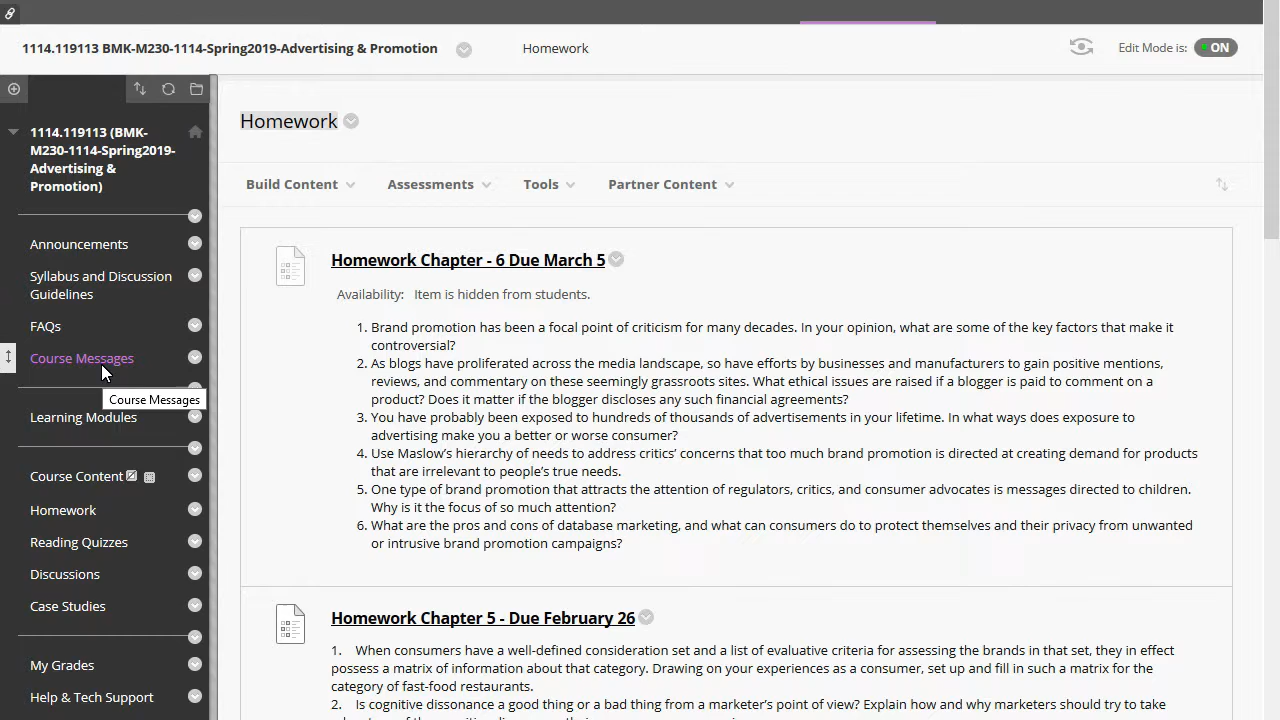 1114.119113 BMK-M230-1114-Spring2019-Advertising & Promotion
Homework
Edit Mode is:
ON
1114.119113 (BMK-
M230-1114-Spring2019-
Advertising &
Promotion)
Announcements
Syllabus and Discussion
Guidelines
FAQs
Course Messages
Course Messages
Learning Modules
Course Content
Homework
Reading Quizzes
Discussions
Case Studies
My Grades
Help & Tech Support
Homework
Build Content
Assessments
Tools
Partner Content
Homework Chapter - 6 Due March 5
Availability: Item is hidden from students.
1. Brand promotion has been a focal point of criticism for many decades. In your opinion, what are some of the key factors that make it
controversial?
2. As blogs have proliferated across the media landscape, so have efforts by businesses and manufacturers to gain positive mentions,
reviews, and commentary on these seemingly grassroots sites. What ethical issues are raised if a blogger is paid to comment on a
product? Does it matter if the blogger discloses any such financial agreements?
3. You have probably been exposed to hundreds of thousands of advertisements in your lifetime. In what ways does exposure to
advertising make you a better or worse consumer?
4. Use Maslow's hierarchy of needs to address critics' concerns that too much brand promotion is directed at creating demand for products
that are irrelevant to people's true needs.
5. One type of brand promotion that attracts the attention of regulators, critics, and consumer advocates is messages directed to children.
Why is it the focus of so much attention?
6. What are the pros and cons of database marketing, and what can consumers do to protect themselves and their privacy from unwanted
or intrusive brand promotion campaigns?
Homework Chapter 5 - Due February 26
1. When consumers have a well-defined consideration set and a list of evaluative criteria for assessing the brands in that set, they in effect
possess a matrix of information about that category. Drawing on your experiences as a consumer, set up and fill in such a matrix for the
category of fast-food restaurants.
2. Is cognitive dissonance a good thing or a bad thing from a marketer's point of view? Explain how and why marketers should try to take